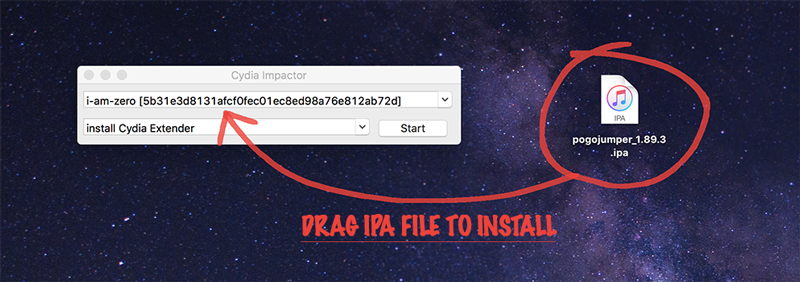 Cydia Impactor
i-am-zero [5b31e3d8131afcf0fec01ec8ed98a76e812ab72d]
install Cydia Extender
Start
IPA
pogojumper_1.89.3
.ipa
DRAG IPA FILE TO INSTALL